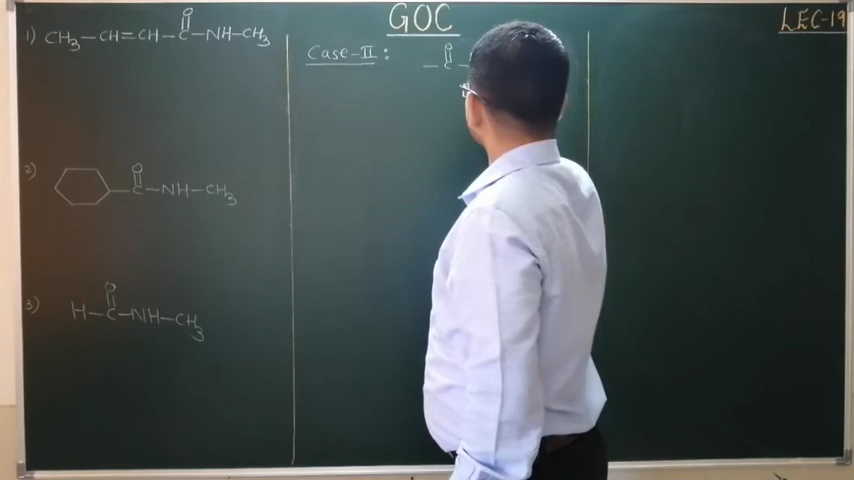 GOC
LEC-19
1) CH3-CH=CH-C-NH-CH3
O
2) C-NH-CH3
O
3) H-C-NH-CH3
O
Case-II :
O
-C-